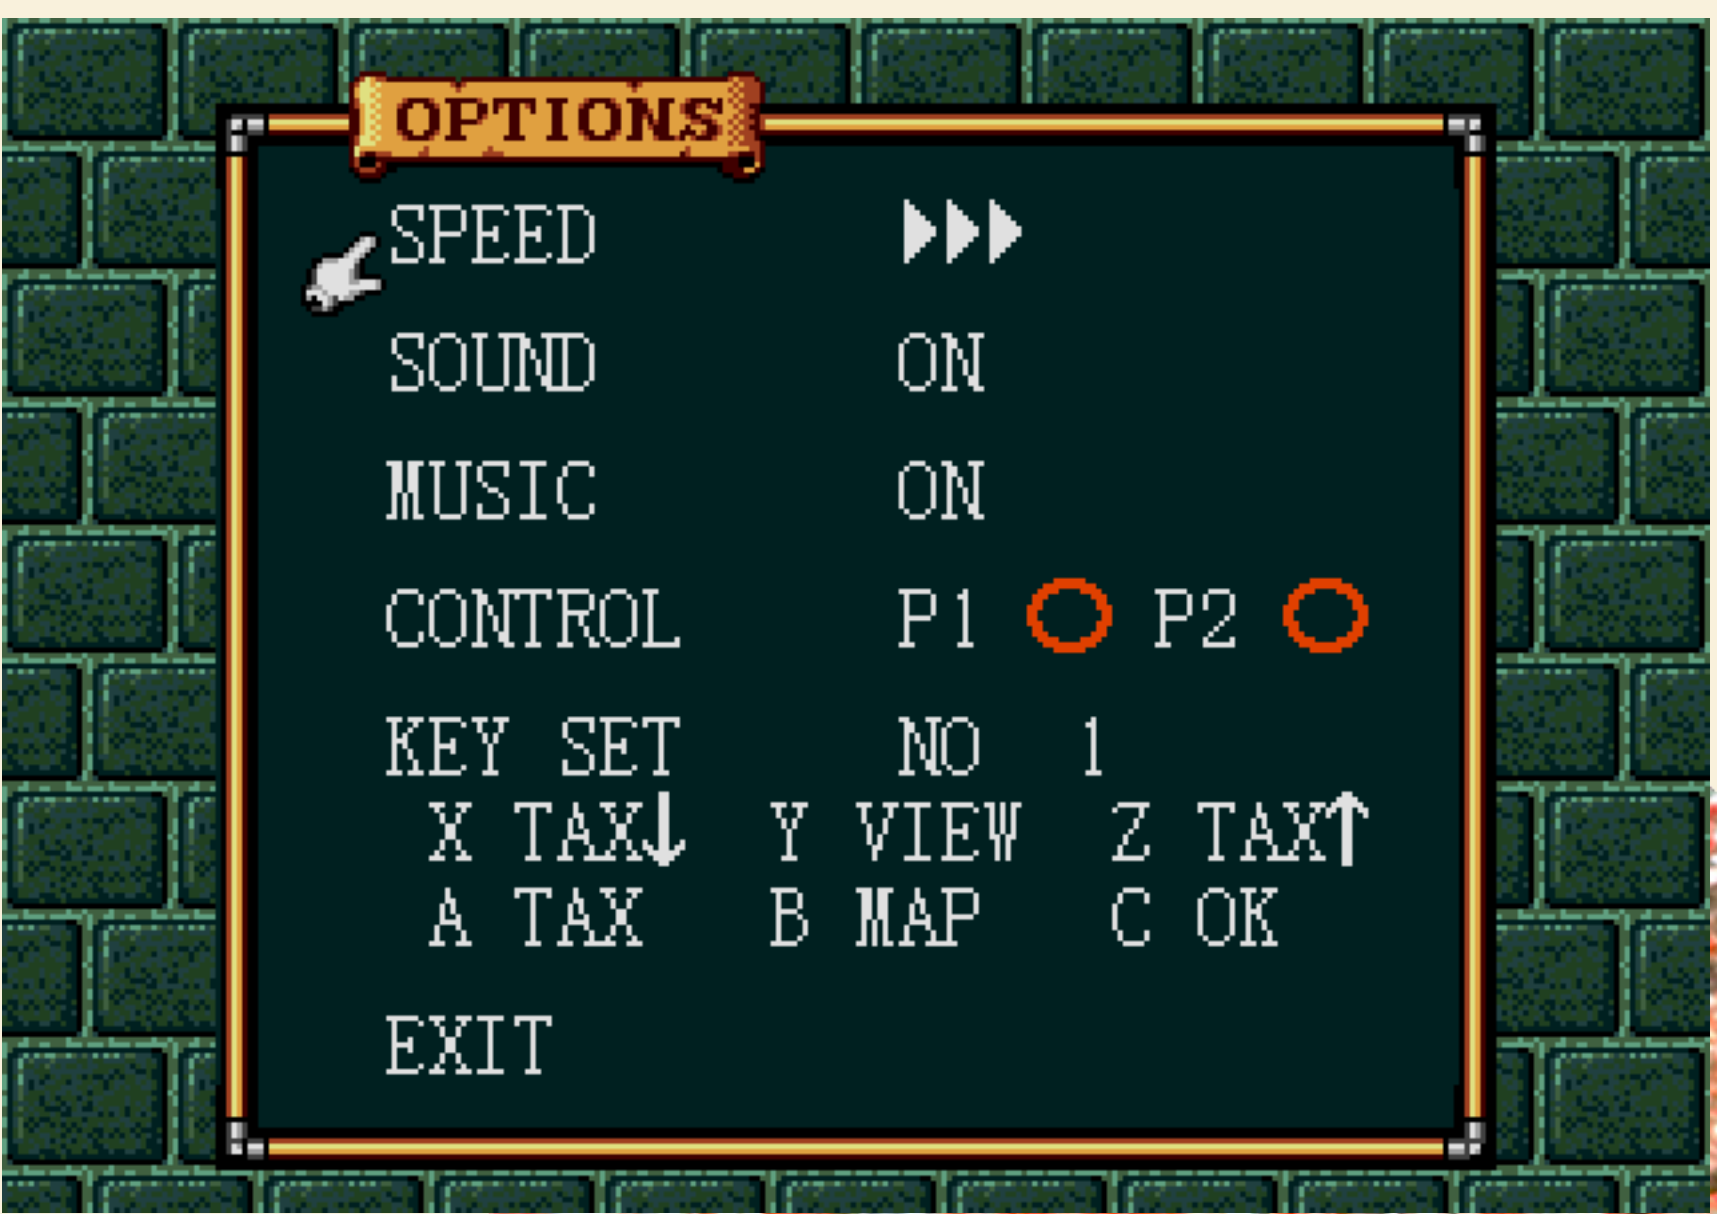 OPTIONS
SPEED ▶▶▶
SOUND ON
MUSIC ON
CONTROL P1 P2
KEY SET NO 1
X TAX↓ Y VIEW Z TAX↑
A TAX B MAP C OK
EXIT